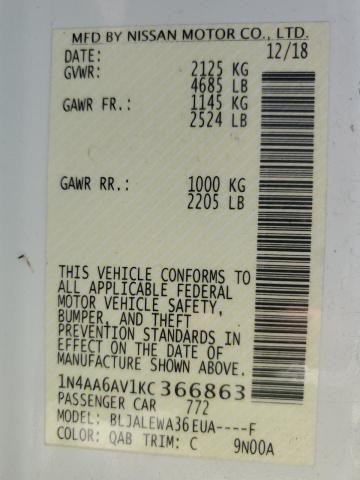 MFD BY NISSAN MOTOR CO., LTD.
DATE: 12/18
GVWR: 2125 KG
4685 LB
GAWR FR.: 1145 KG
2524 LB
GAWR RR.: 1000 KG
2205 LB
THIS VEHICLE CONFORMS TO
ALL APPLICABLE FEDERAL
MOTOR VEHICLE SAFETY,
BUMPER, AND THEFT
PREVENTION STANDARDS IN
EFFECT ON THE DATE OF
MANUFACTURE SHOWN ABOVE.
1N4AA6AV1KC366863
PASSENGER CAR 772
MODEL: BLJALEWA36EUA----F
COLOR: QAB TRIM: C 9N00A